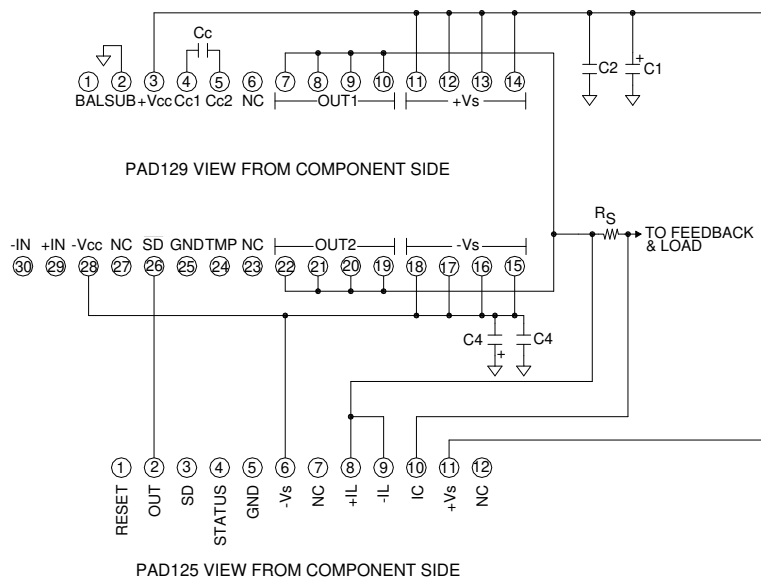 Cc
C2
+
C1
1 2 3 4 5 6 7 8 9 10 11 12 13 14
BAL SUB +Vcc Cc1 Cc2 NC OUT1 +Vs
PAD129 VIEW FROM COMPONENT SIDE
RS
TO FEEDBACK
& LOAD
-IN +IN -Vcc NC SD GND TMP NC OUT2 -Vs
30 29 28 27 26 25 24 23 22 21 20 19 18 17 16 15
C4 + C4
1 2 3 4 5 6 7 8 9 10 11 12
RESET OUT SD STATUS GND -Vs NC +IL -IL IC +Vs NC
PAD125 VIEW FROM COMPONENT SIDE